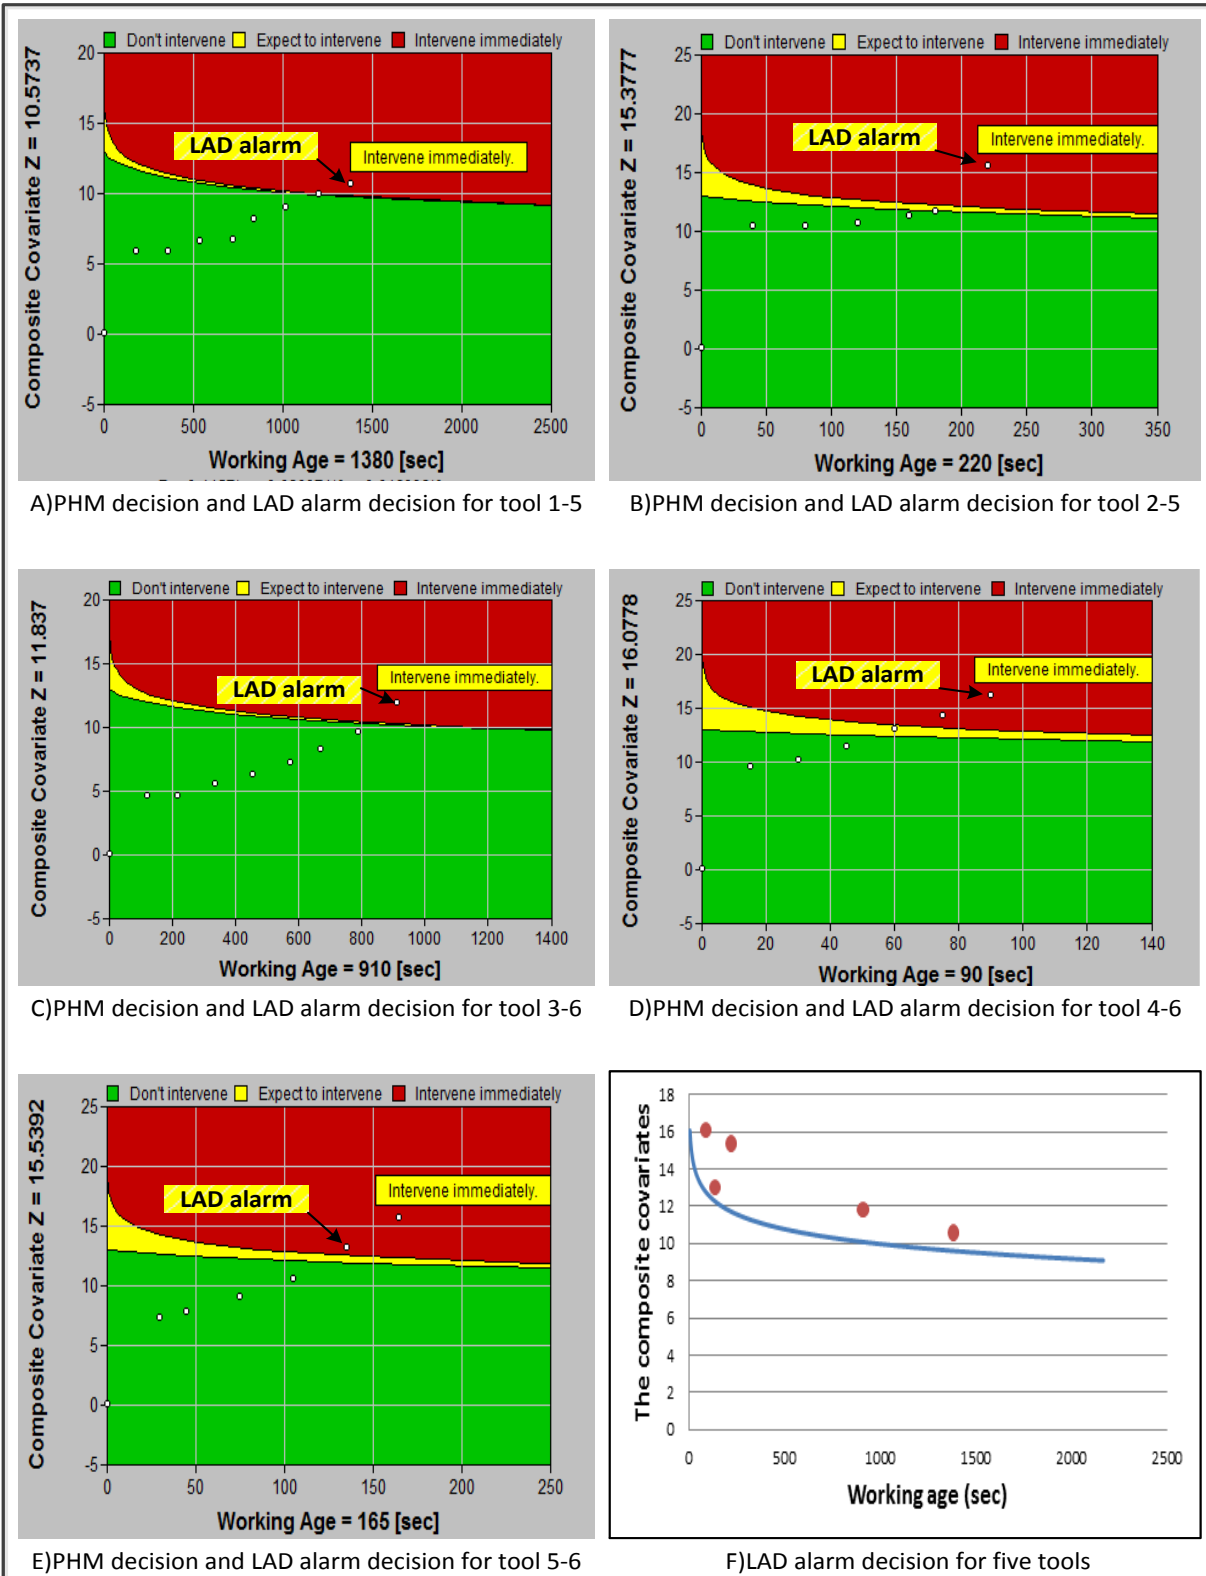 Don't intervene Expect to intervene Intervene immediately
Composite Covariate Z = 10.5737
20
15
10
5
0
-5
LAD alarm
Intervene immediately.
0 500 1000 1500 2000 2500
Working Age = 1380 [sec]
A)PHM decision and LAD alarm decision for tool 1-5
Don't intervene Expect to intervene Intervene immediately
Composite Covariate Z = 15.3777
25
20
15
10
5
0
-5
LAD alarm
Intervene immediately.
0 50 100 150 200 250 300 350
Working Age = 220 [sec]
B)PHM decision and LAD alarm decision for tool 2-5
Don't intervene Expect to intervene Intervene immediately
Composite Covariate Z = 11.837
20
15
10
5
0
-5
LAD alarm
Intervene immediately.
0 200 400 600 800 1000 1200 1400
Working Age = 910 [sec]
C)PHM decision and LAD alarm decision for tool 3-6
Don't intervene Expect to intervene Intervene immediately
Composite Covariate Z = 16.0778
25
20
15
10
5
0
-5
LAD alarm
Intervene immediately.
0 20 40 60 80 100 120 140
Working Age = 90 [sec]
D)PHM decision and LAD alarm decision for tool 4-6
Don't intervene Expect to intervene Intervene immediately
Composite Covariate Z = 15.5392
25
20
15
10
5
0
-5
LAD alarm
Intervene immediately.
0 50 100 150 200 250
Working Age = 165 [sec]
E)PHM decision and LAD alarm decision for tool 5-6
The composite covariates
18
16
14
12
10
8
6
4
2
0
0 500 1000 1500 2000 2500
Working age (sec)
F)LAD alarm decision for five tools